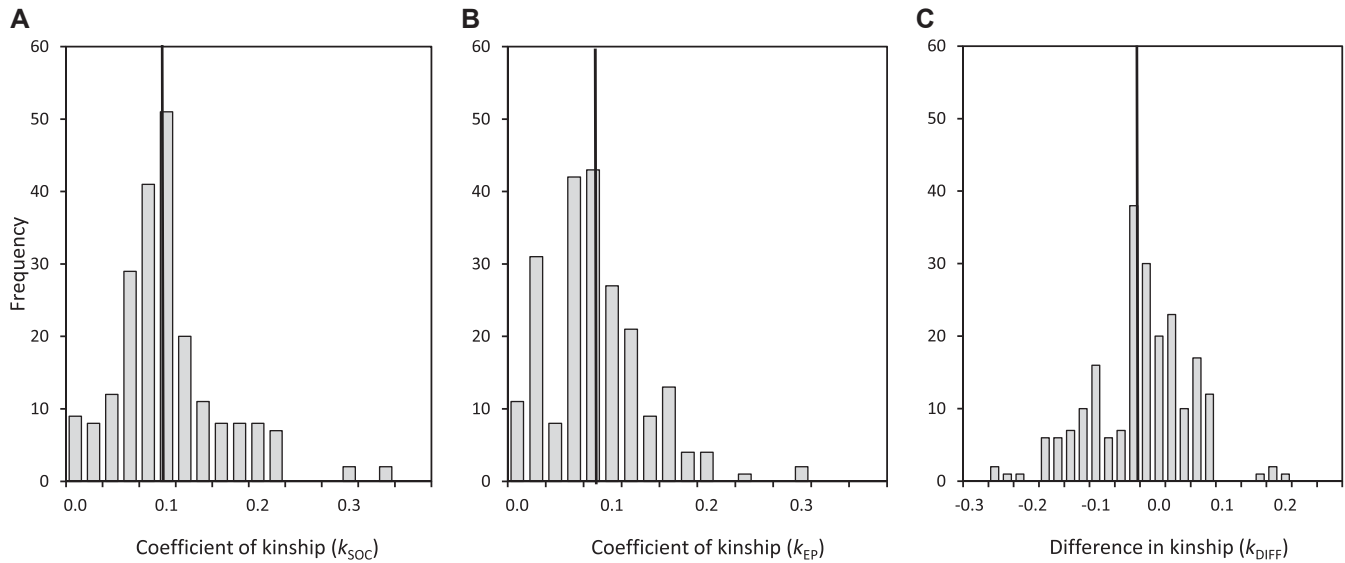 A
B
C
60
50
40
30
20
10
0
Frequency
0.0 0.1 0.2 0.3
Coefficient of kinship (kSOC)
60
50
40
30
20
10
0
0.0 0.1 0.2 0.3
Coefficient of kinship (kEP)
60
50
40
30
20
10
0
-0.3 -0.2 -0.1 0.0 0.1 0.2
Difference in kinship (kDIFF)